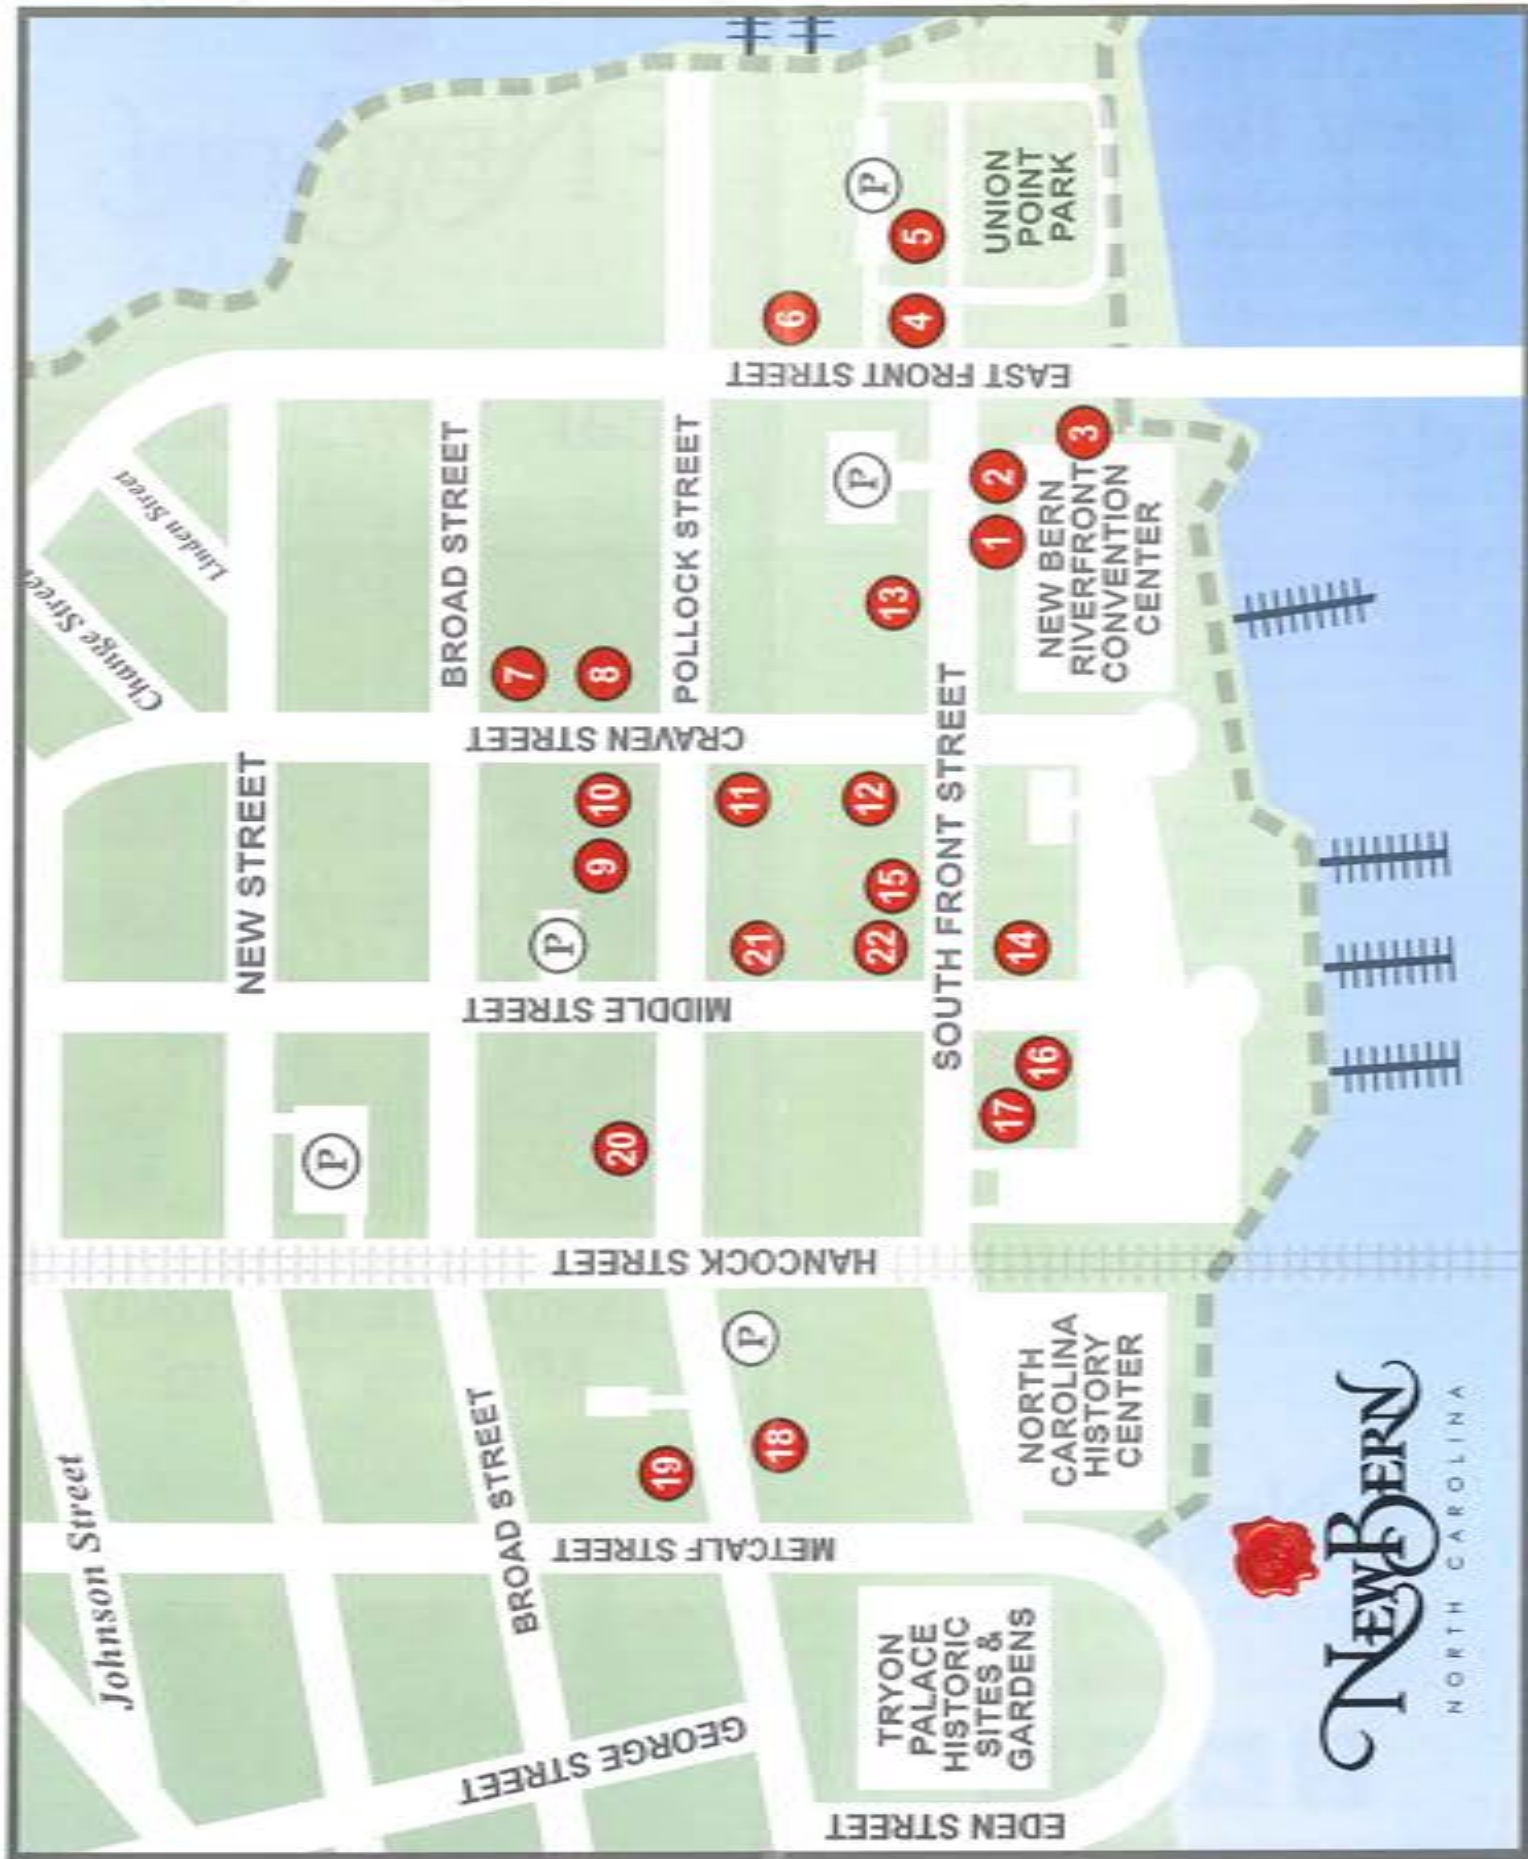 Johnson Street
Change Street
Linden Street
NEW STREET
P
BROAD STREET
BROAD STREET
GEORGE STREET
METCALF STREET
HANCOCK STREET
MIDDLE STREET
CRAVEN STREET
EAST FRONT STREET
EDEN STREET
POLLOCK STREET
SOUTH FRONT STREET
7
P
9
10
8
20
19
18
P
21
11
6
22
15
12
13
P
P
5
4
TRYON
PALACE
HISTORIC
SITES &
GARDENS
NORTH
CAROLINA
HISTORY
CENTER
17
16
14
1
2
3
NEW BERN
RIVERFRONT
CONVENTION
CENTER
UNION
POINT
PARK
NEW BERN
NORTH CAROLINA